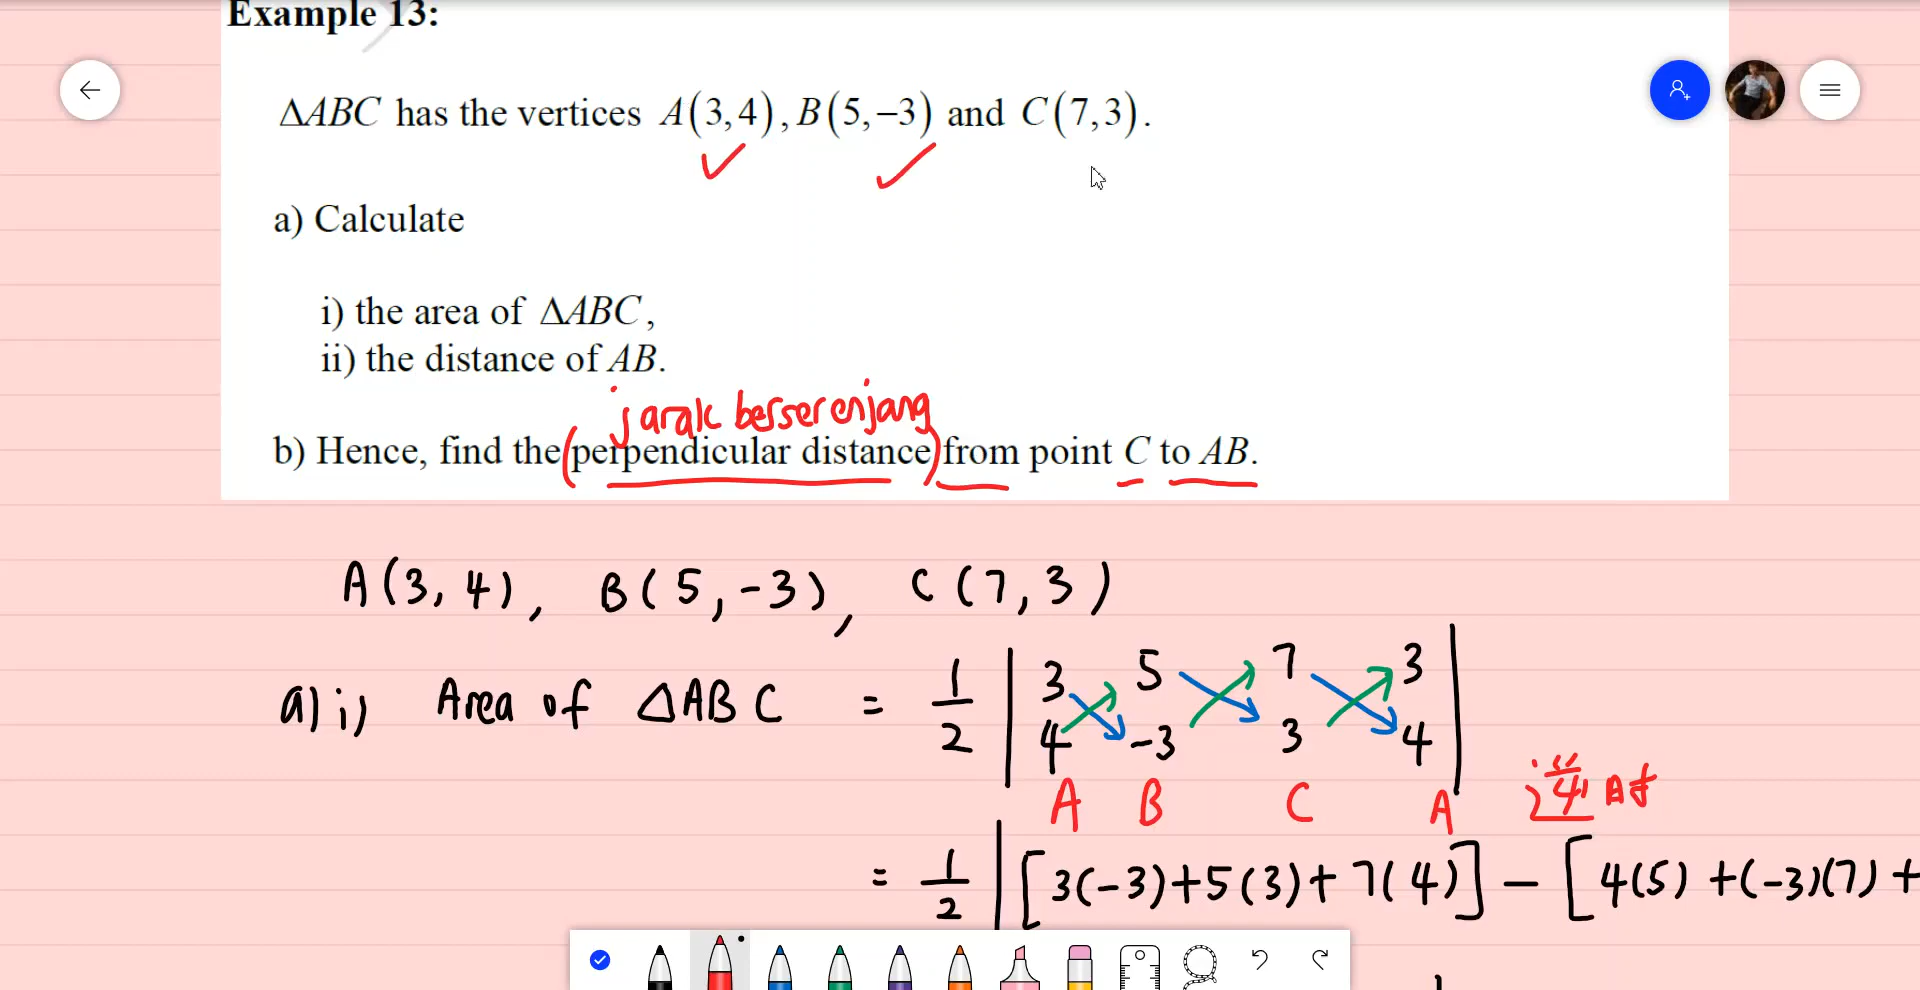 Example 13:
ΔABC has the vertices A(3,4), B(5,−3) and C(7,3).
a) Calculate
i) the area of ΔABC,
ii) the distance of AB.
jarak berserenjang
b) Hence, find the (perpendicular distance) from point C to AB.
A(3, 4), B(5, -3), C(7, 3)
a) i) Area of △ABC = 1/2 | 3 5 7 3
4 -3 3 4 |
A B C A
= 1/2 | [3(-3)+5(3)+7(4)] − [4(5) +(-3)(7) +